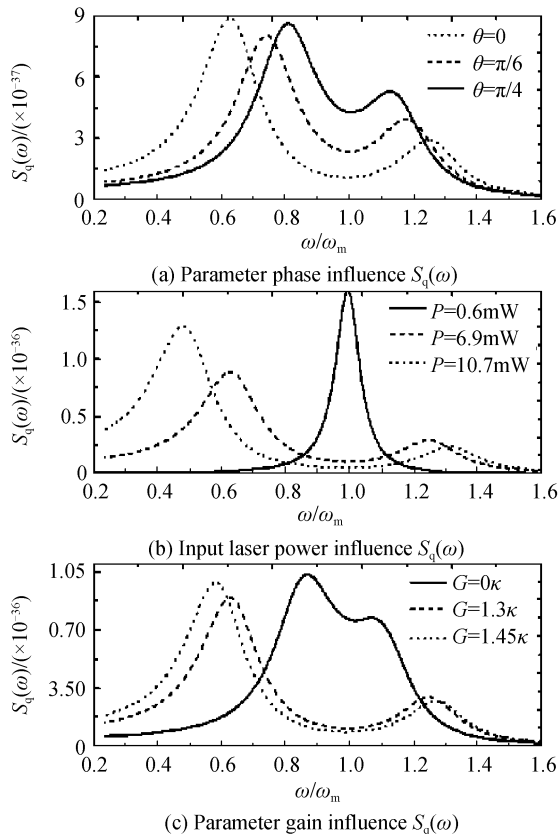 9
6
3
0
S_q(ω)/(×10⁻³⁷)
θ=0
θ=π/6
θ=π/4
0.2 0.4 0.6 0.8 1.0 1.2 1.4 1.6
ω/ω_m
(a) Parameter phase influence S_q(ω)
1.5
1.0
0.5
0
S_q(ω)/(×10⁻³⁶)
P=0.6mW
P=6.9mW
P=10.7mW
0.2 0.4 0.6 0.8 1.0 1.2 1.4 1.6
ω/ω_m
(b) Input laser power influence S_q(ω)
1.05
0.70
3.50
0
S_q(ω)/(×10⁻³⁶)
G=0κ
G=1.3κ
G=1.45κ
0.2 0.4 0.6 0.8 1.0 1.2 1.4 1.6
ω/ω_m
(c) Parameter gain influence S_q(ω)